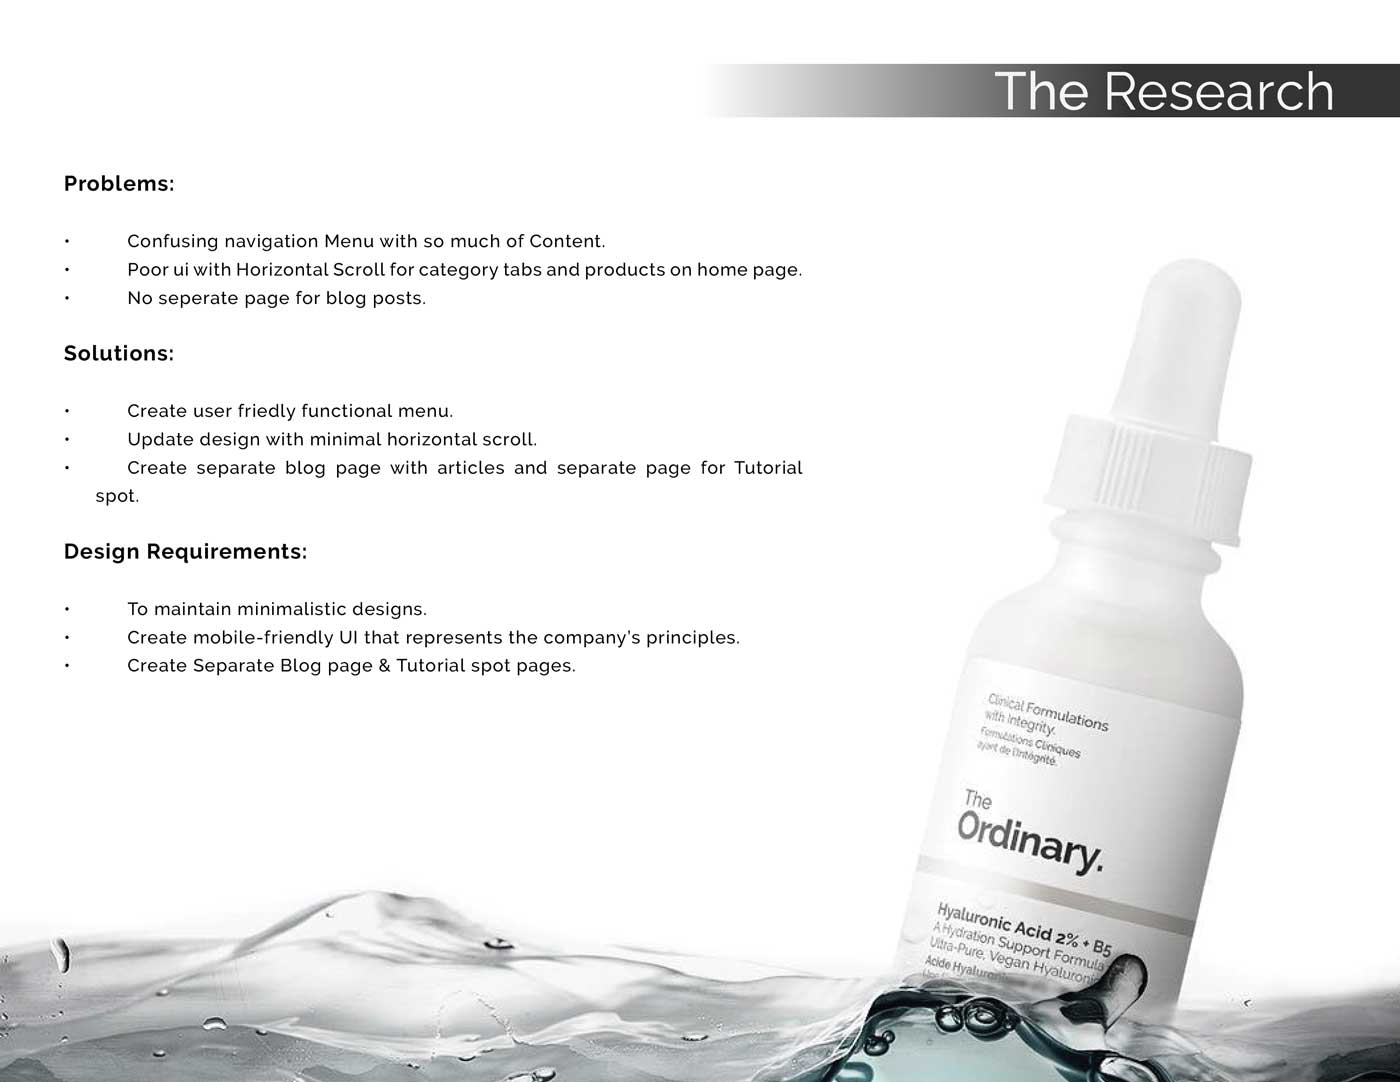 The Research
Problems:
• Confusing navigation Menu with so much of Content.
• Poor ui with Horizontal Scroll for category tabs and products on home page.
• No seperate page for blog posts.
Solutions:
• Create user friedly functional menu.
• Update design with minimal horizontal scroll.
• Create separate blog page with articles and separate page for Tutorial
spot.
Design Requirements:
• To maintain minimalistic designs.
• Create mobile-friendly UI that represents the company's principles.
• Create Separate Blog page & Tutorial spot pages.
Clinical Formulations
with Integrity.
Formulations Cliniques
ayant de l'Intégrité.
The
Ordinary.
Hyaluronic Acid 2% + B5
A Hydration Support Formula
Ultra-Pure, Vegan
Acide